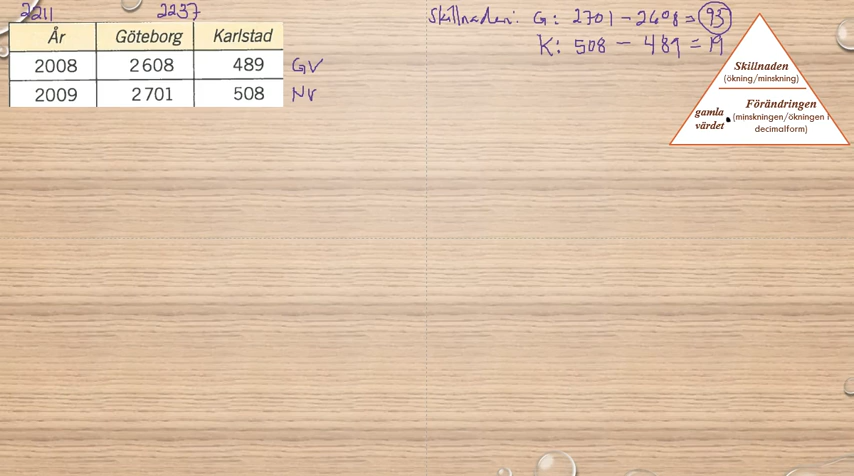 2211 2237
År Göteborg Karlstad
2008 2608 489 GV
2009 2701 508 NV
Skillnaden: G: 2701 - 2608 = 93
K: 508 - 489 = 19
Skillnaden
(ökning/minskning)
gamla
värdet
Förändringen
(minskningen/ökningen i
decimalform)